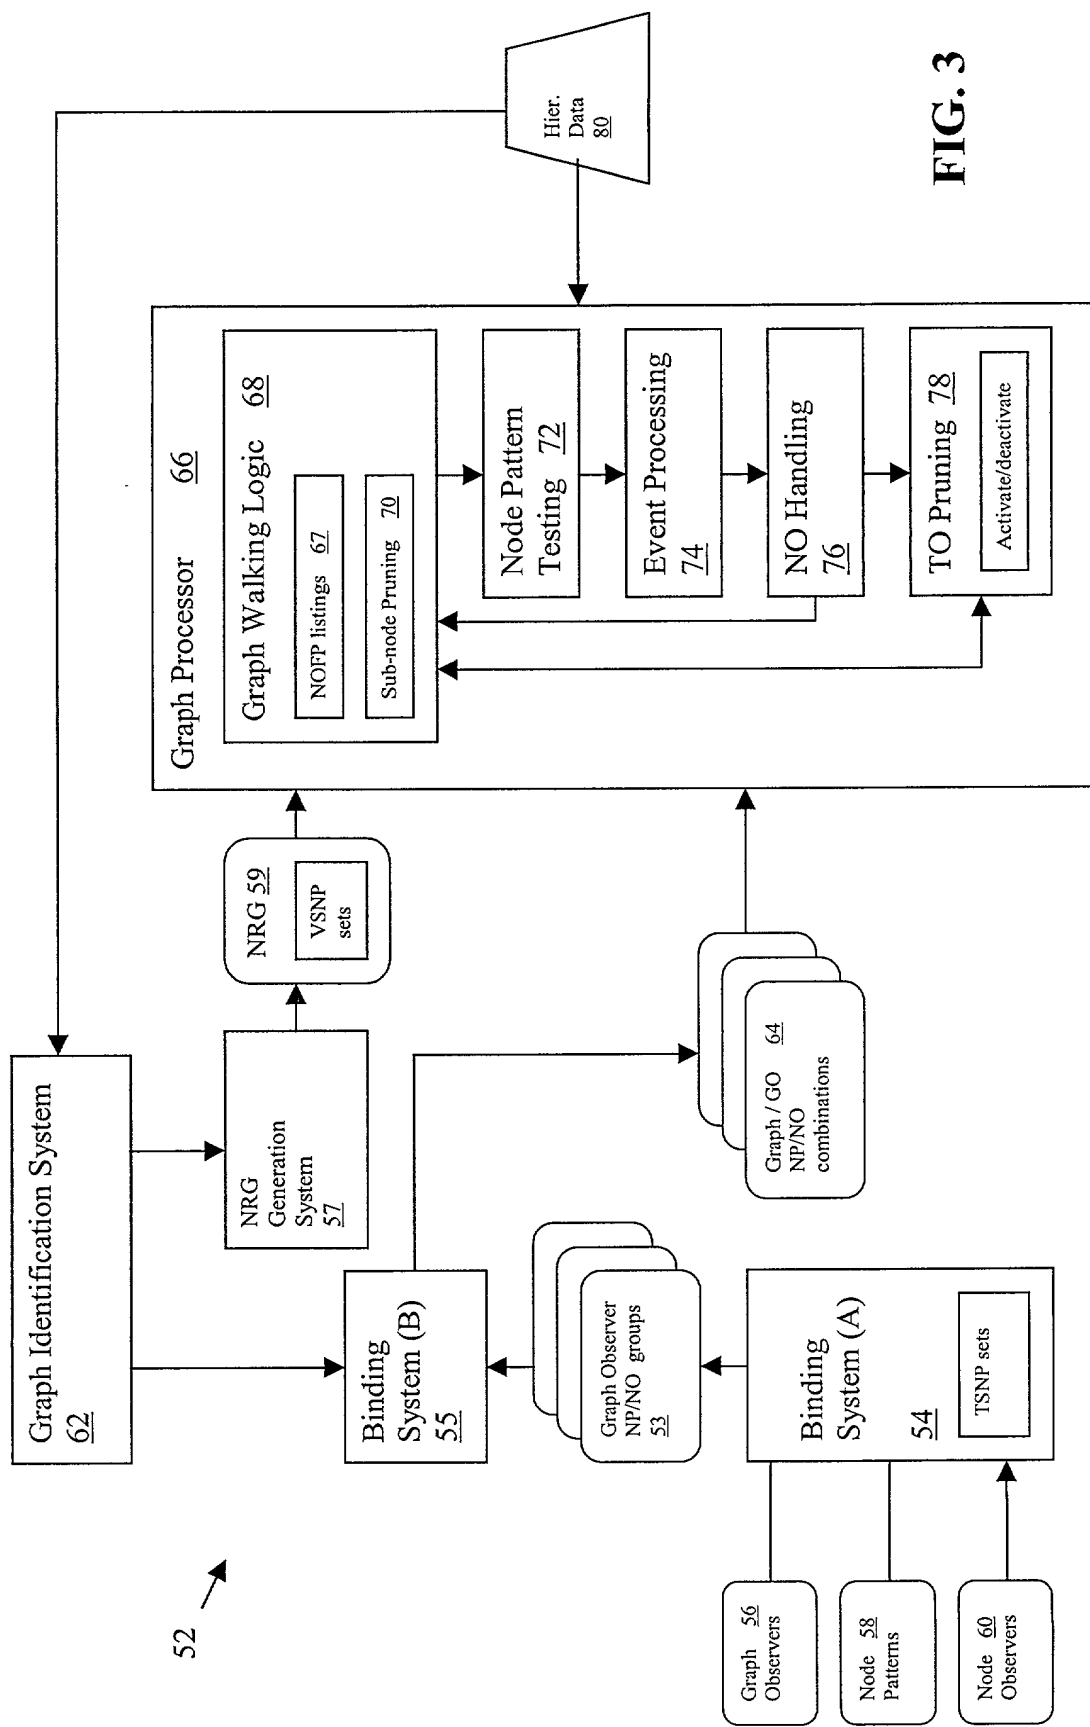 52
Graph Identification System
62
NRG
Generation
System
57
NRG 59
VSNP
sets
Binding
System (B)
55
Graph Observer
NP/NO groups
53
Binding
System (A)
54
TSNP sets
Graph 56
Observers
Node 58
Patterns
Node 60
Observers
Graph / GO 64
NP/NO
combinations
Graph Processor 66
Graph Walking Logic 68
NOFP listings 67
Sub-node Pruning 70
Node Pattern
Testing 72
Event Processing
74
NO Handling
76
TO Pruning 78
Activate/deactivate
Hier.
Data
80
FIG. 3